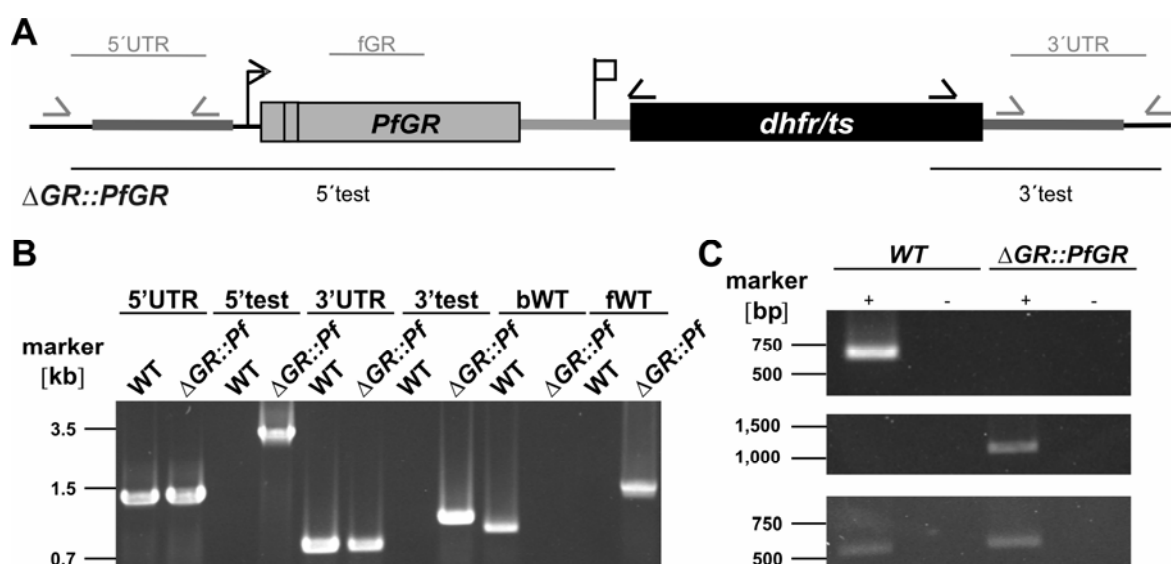 A
5´UTR fGR 3´UTR
PfGR dhfr/ts
5´test 3´test
ΔGR::PfGR
B
5’UTR 5’test 3’UTR 3’test bWT fWT
marker [kb]
WT ΔGR::Pf WT ΔGR::Pf WT ΔGR::Pf WT ΔGR::Pf WT ΔGR::Pf WT ΔGR::Pf
3.5
1.5
0.7
C
WT ΔGR::PfGR
marker [bp]
+ - + -
750
500
1,500
1,000
750
500